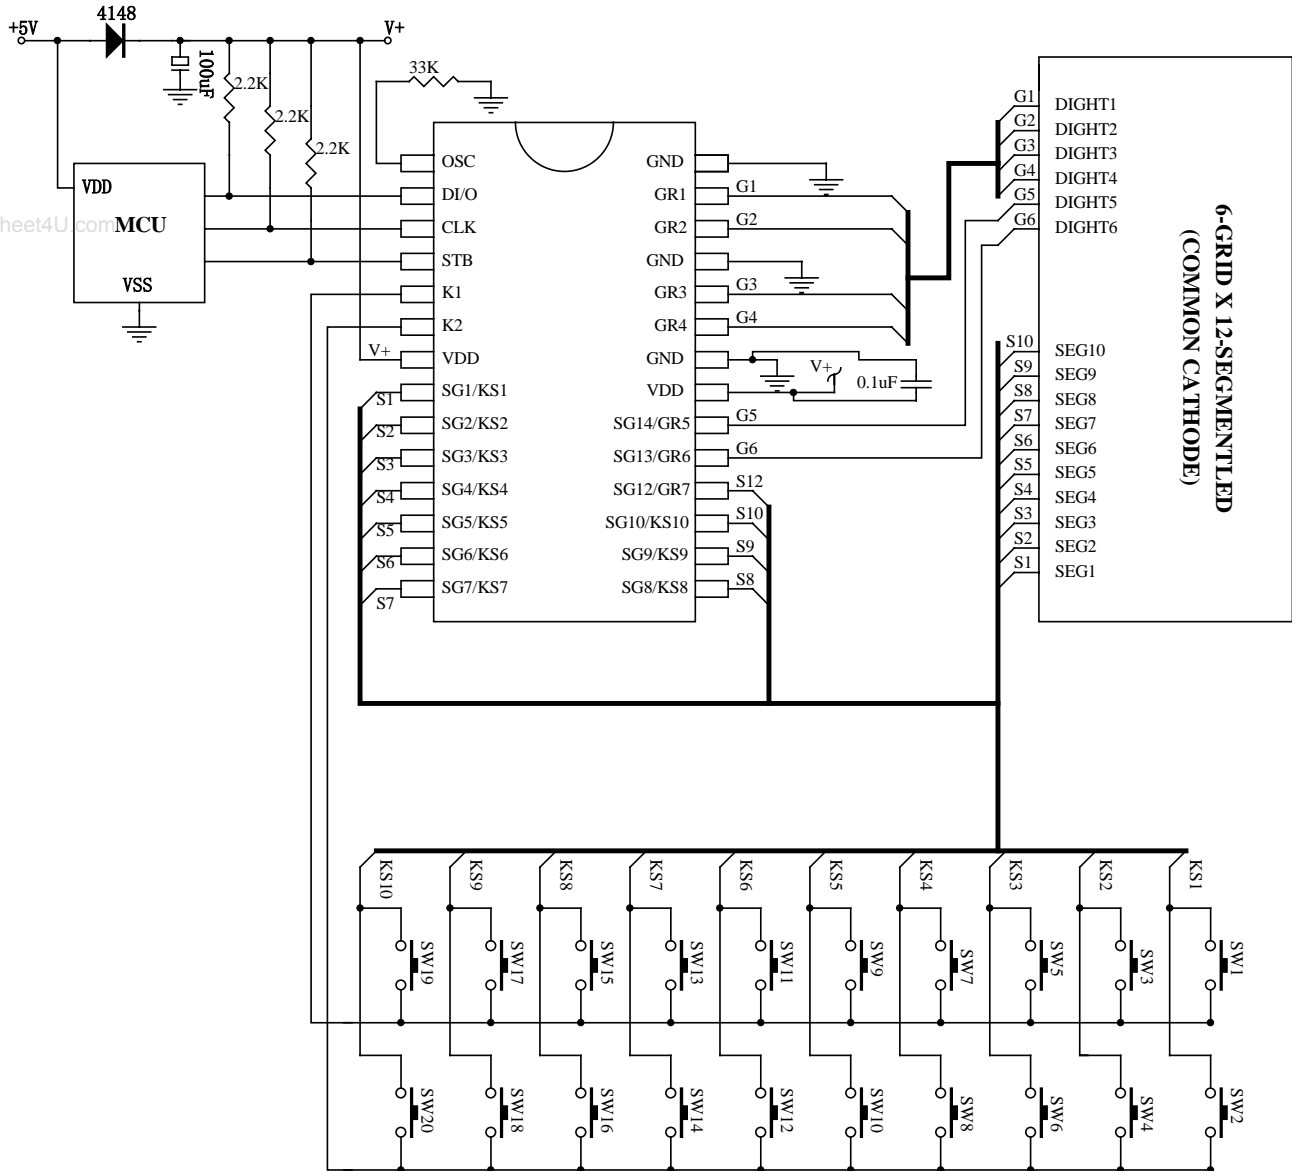 +5V
4148
V+
100uF
2.2K
2.2K
2.2K
33K
VDD
MCU
VSS
heet4U.com
OSC
DI/O
CLK
STB
K1
K2
V+
VDD
S1
SG1/KS1
S2
SG2/KS2
S3
SG3/KS3
S4
SG4/KS4
S5
SG5/KS5
S6
SG6/KS6
S7
SG7/KS7
GND
GR1
G1
GR2
G2
GND
GR3
G3
GR4
G4
GND
V+
0.1uF
VDD
SG14/GR5
G5
SG13/GR6
G6
SG12/GR7
S12
SG10/KS10
S10
SG9/KS9
S9
SG8/KS8
S8
G1 DIGHT1
G2 DIGHT2
G3 DIGHT3
G4 DIGHT4
G5 DIGHT5
G6 DIGHT6
S10 SEG10
S9 SEG9
S8 SEG8
S7 SEG7
S6 SEG6
S5 SEG5
S4 SEG4
S3 SEG3
S2 SEG2
S1 SEG1
6-GRID X 12-SEGMENTLED
(COMMON CATHODE)
KS10 KS9 KS8 KS7 KS6 KS5 KS4 KS3 KS2 KS1
SW19 SW17 SW15 SW13 SW11 SW9 SW7 SW5 SW3 SW1
SW20 SW18 SW16 SW14 SW12 SW10 SW8 SW6 SW4 SW2